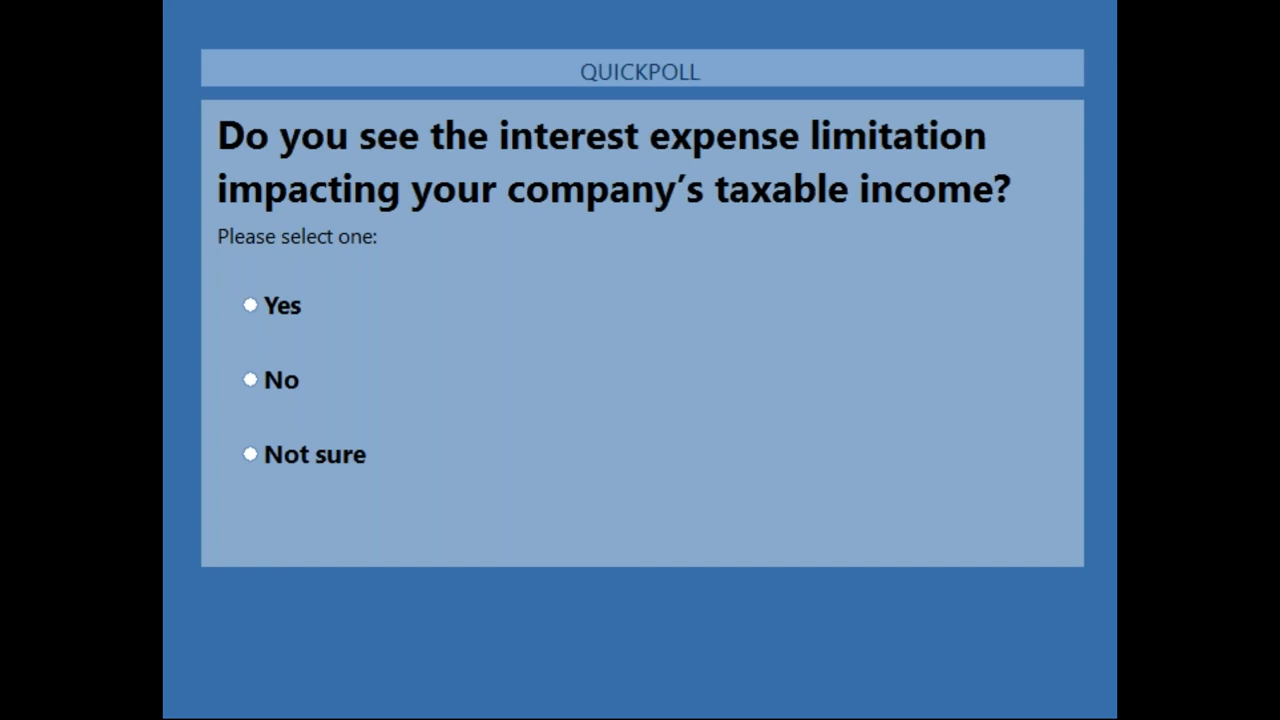 QUICKPOLL
Do you see the interest expense limitation
impacting your company’s taxable income?
Please select one:
Yes
No
Not sure